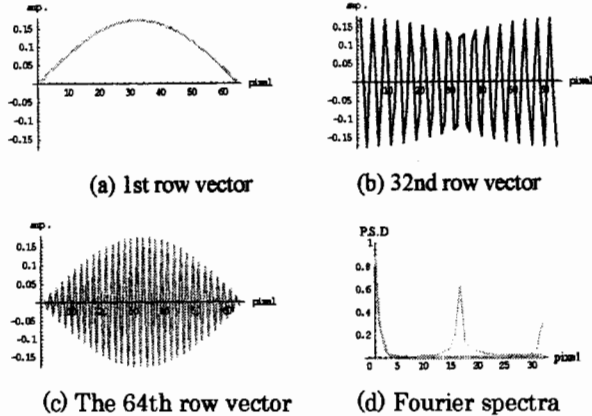 amp.
0.15
0.1
0.05
-0.05
-0.1
-0.15
10 20 30 40 50 60
pixel
(a) 1st row vector
amp.
0.15
0.1
0.05
-0.05
-0.1
-0.15
pixel
(b) 32nd row vector
amp.
0.15
0.1
0.05
-0.05
-0.1
-0.15
pixel
(c) The 64th row vector
P.S.D
1
0.8
0.6
0.4
0.2
0 5 10 15 20 25 30
pixel
(d) Fourier spectra